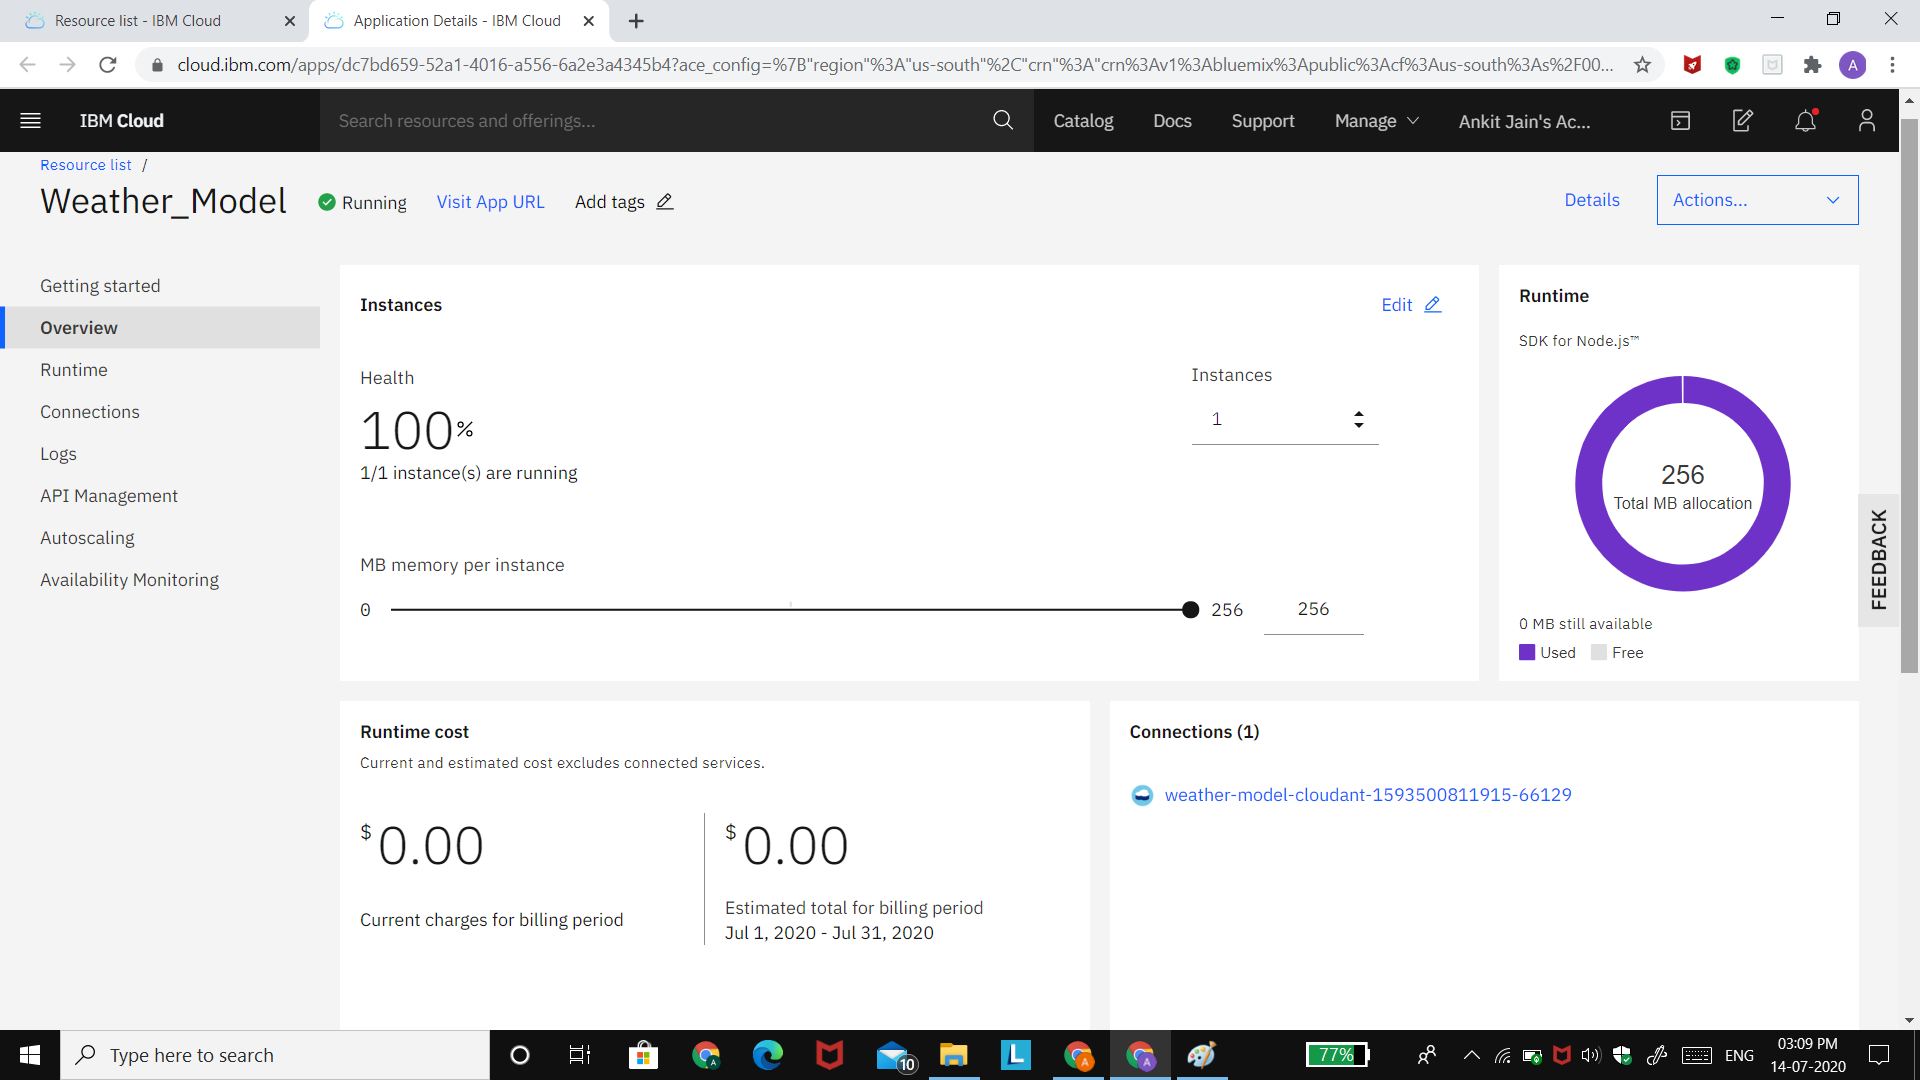 Resource list - IBM Cloud
Application Details - IBM Cloud
cloud.ibm.com/apps/dc7bd659-52a1-4016-a556-6a2e3a4345b4?ace_config=%7B"region"%3A"us-south"%2C"crn"%3A"crn%3Av1%3Abluemix%3Apublic%3Acf%3Aus-south%3As%2F00...
A
IBM Cloud
Search resources and offerings...
Catalog
Docs
Support
Manage
Ankit Jain's Ac...
Resource list /
Weather_Model
Running
Visit App URL
Add tags
Details
Actions...
Getting started
Overview
Runtime
Connections
Logs
API Management
Autoscaling
Availability Monitoring
Instances
Edit
Health
100%
1/1 instance(s) are running
Instances
1
MB memory per instance
0
256
256
Runtime
SDK for Node.js™
256
Total MB allocation
0 MB still available
Used
Free
FEEDBACK
Runtime cost
Current and estimated cost excludes connected services.
$0.00
Current charges for billing period
$0.00
Estimated total for billing period
Jul 1, 2020 - Jul 31, 2020
Connections (1)
weather-model-cloudant-1593500811915-66129
Type here to search
A
10
L
A
A
77%
ENG
03:09 PM
14-07-2020